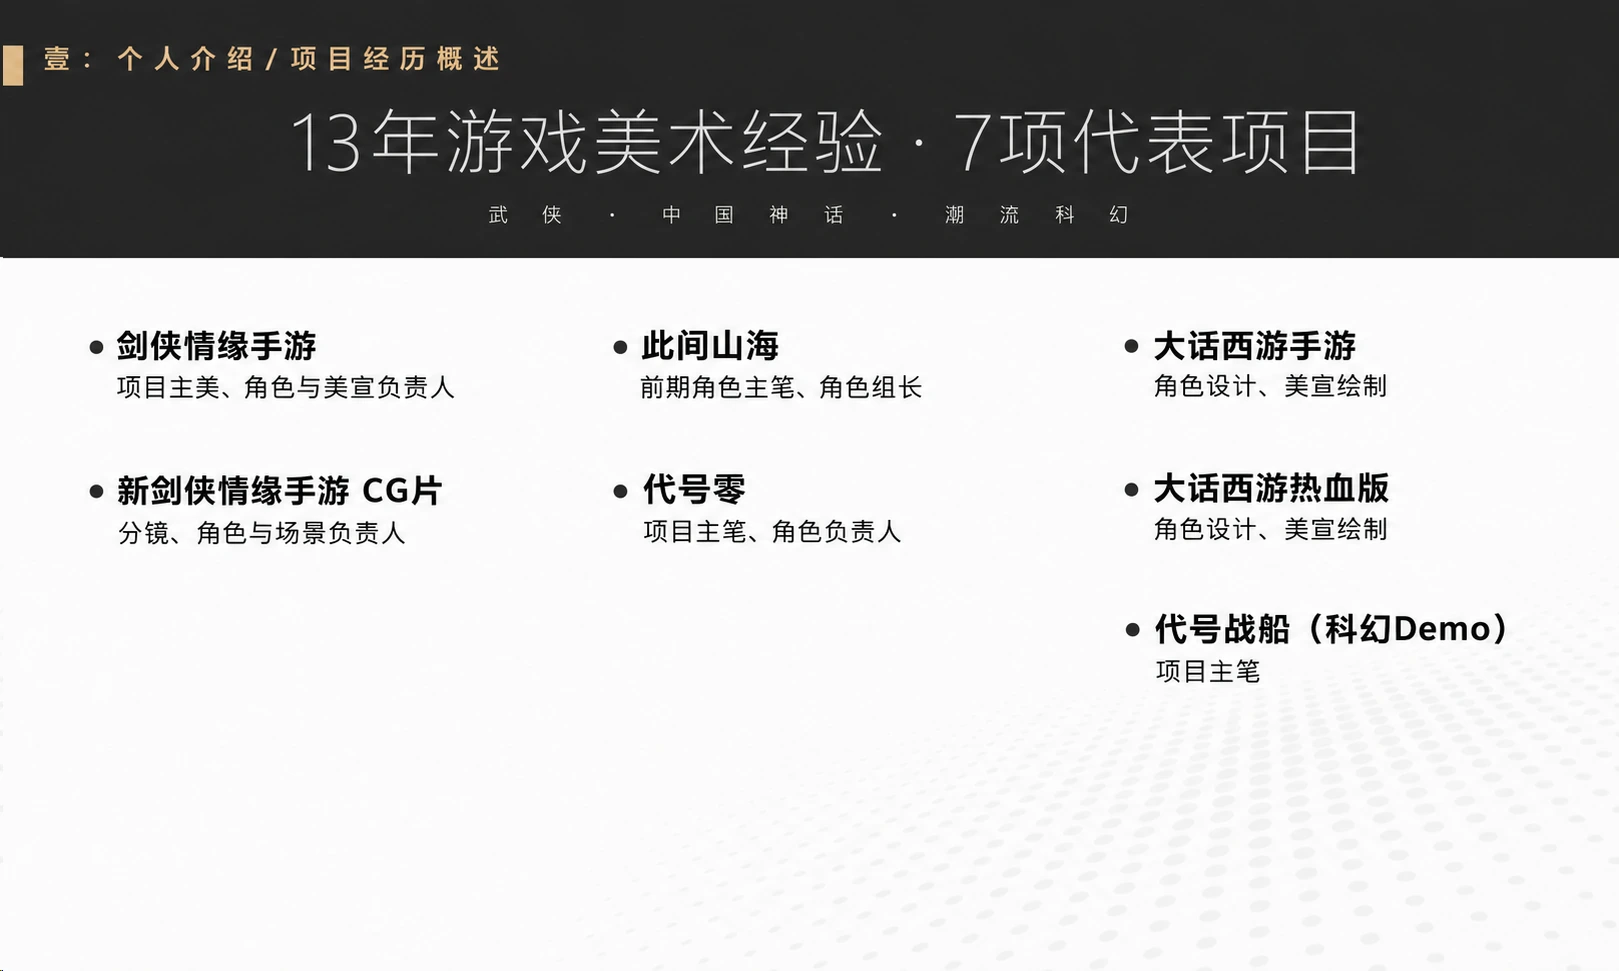 壹：个人介绍/项目经历概述
13年游戏美术经验·7项代表项目
武侠·中国神话·潮流科幻
剑侠情缘手游
项目主美、角色与美宣负责人
新剑侠情缘手游 CG片
分镜、角色与场景负责人
此间山海
前期角色主笔、角色组长
代号零
项目主笔、角色负责人
大话西游手游
角色设计、美宣绘制
大话西游热血版
角色设计、美宣绘制
代号战船（科幻Demo）
项目主笔